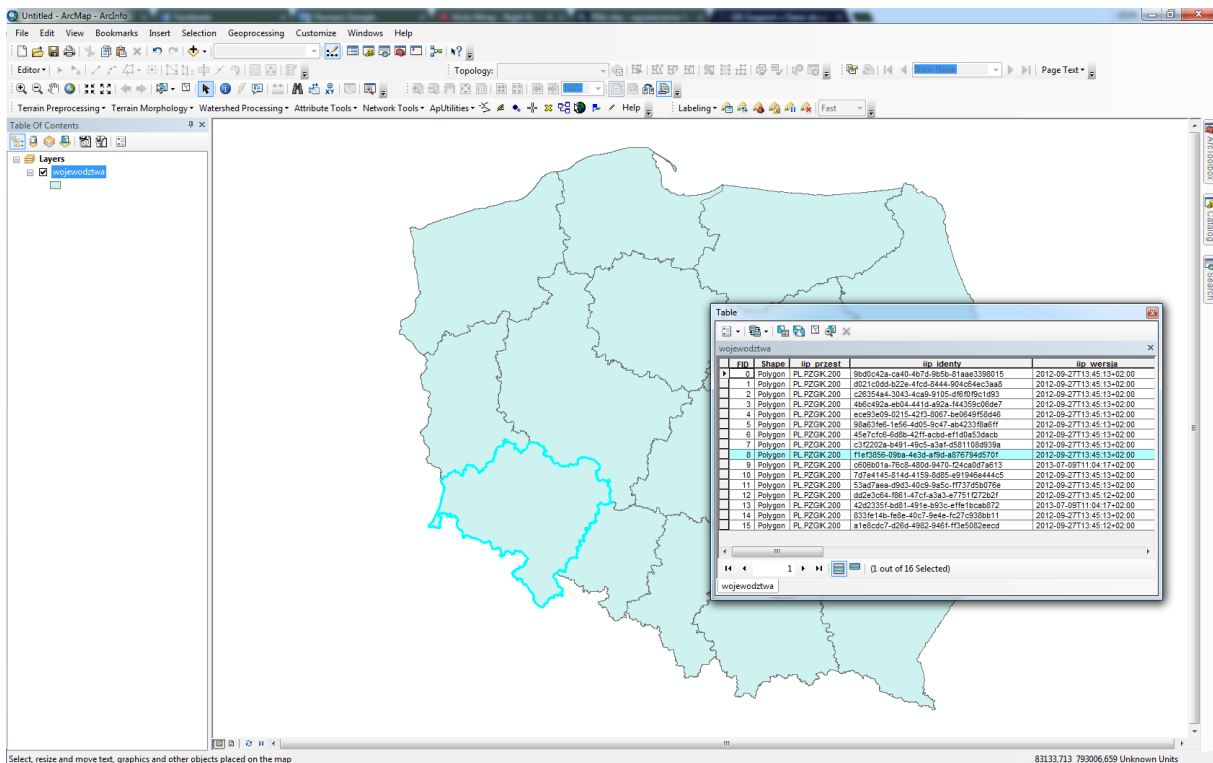 Untitled - ArcMap - ArcInfo
File Edit View Bookmarks Insert Selection Geoprocessing Customize Windows Help
Editor Topology: Page Text
Terrain Preprocessing Terrain Morphology Watershed Processing Attribute Tools Network Tools ApUtilities Help Labeling Fast
Table Of Contents
Layers
wojewodztwa
ArcToolbox
Catalog
Search
Table
wojewodztwa
FID Shape iip_przest iip_identy iip_wersja
0 Polygon PL.PZGIK.200 9bd0c42a-ca40-4b7d-9b5b-81aae3398015 2012-09-27T13:45:13+02:00
1 Polygon PL.PZGIK.200 d021c0dd-b22e-4fcd-8444-904c64ec3aa8 2012-09-27T13:45:13+02:00
2 Polygon PL.PZGIK.200 c26354a4-3043-4ca9-9105-df6f0f9c1d93 2012-09-27T13:45:13+02:00
3 Polygon PL.PZGIK.200 4b6c492a-eb04-441d-a92a-f44359c06de7 2012-09-27T13:45:13+02:00
4 Polygon PL.PZGIK.200 ece93e09-0215-42f3-8067-be0649f58d46 2012-09-27T13:45:13+02:00
5 Polygon PL.PZGIK.200 98a63fe6-1e56-4d05-9c47-ab4233f8a6ff 2012-09-27T13:45:13+02:00
6 Polygon PL.PZGIK.200 45e7cfc6-6d8b-42ff-acbd-ef1d0a53dacb 2012-09-27T13:45:13+02:00
7 Polygon PL.PZGIK.200 c3f2202a-b491-49c5-a3af-d581108d939a 2012-09-27T13:45:13+02:00
8 Polygon PL.PZGIK.200 f1ef3856-09ba-4e3d-af9d-a876794d570f 2012-09-27T13:45:13+02:00
9 Polygon PL.PZGIK.200 c606b01a-76c8-480d-9470-f24ca0d7a613 2013-07-09T11:04:17+02:00
10 Polygon PL.PZGIK.200 7d7e4145-814d-4159-8d85-e91946e444c5 2012-09-27T13:45:13+02:00
11 Polygon PL.PZGIK.200 53ad7aea-d9d3-40c9-9a5c-ff737d5b076e 2012-09-27T13:45:13+02:00
12 Polygon PL.PZGIK.200 dd2e3c64-f861-47cf-a3a3-e7751f272b2f 2012-09-27T13:45:12+02:00
13 Polygon PL.PZGIK.200 42d2335f-bd81-491e-b93c-effe1bcab872 2013-07-09T11:04:17+02:00
14 Polygon PL.PZGIK.200 833fe14b-fe8e-40c7-9e4e-fc27c938bb11 2012-09-27T13:45:13+02:00
15 Polygon PL.PZGIK.200 a1e8cdc7-d26d-4982-946f-ff3e5082eecd 2012-09-27T13:45:12+02:00
1 (1 out of 16 Selected)
wojewodztwa
Select, resize and move text, graphics and other objects placed on the map 83133,713 793006,659 Unknown Units